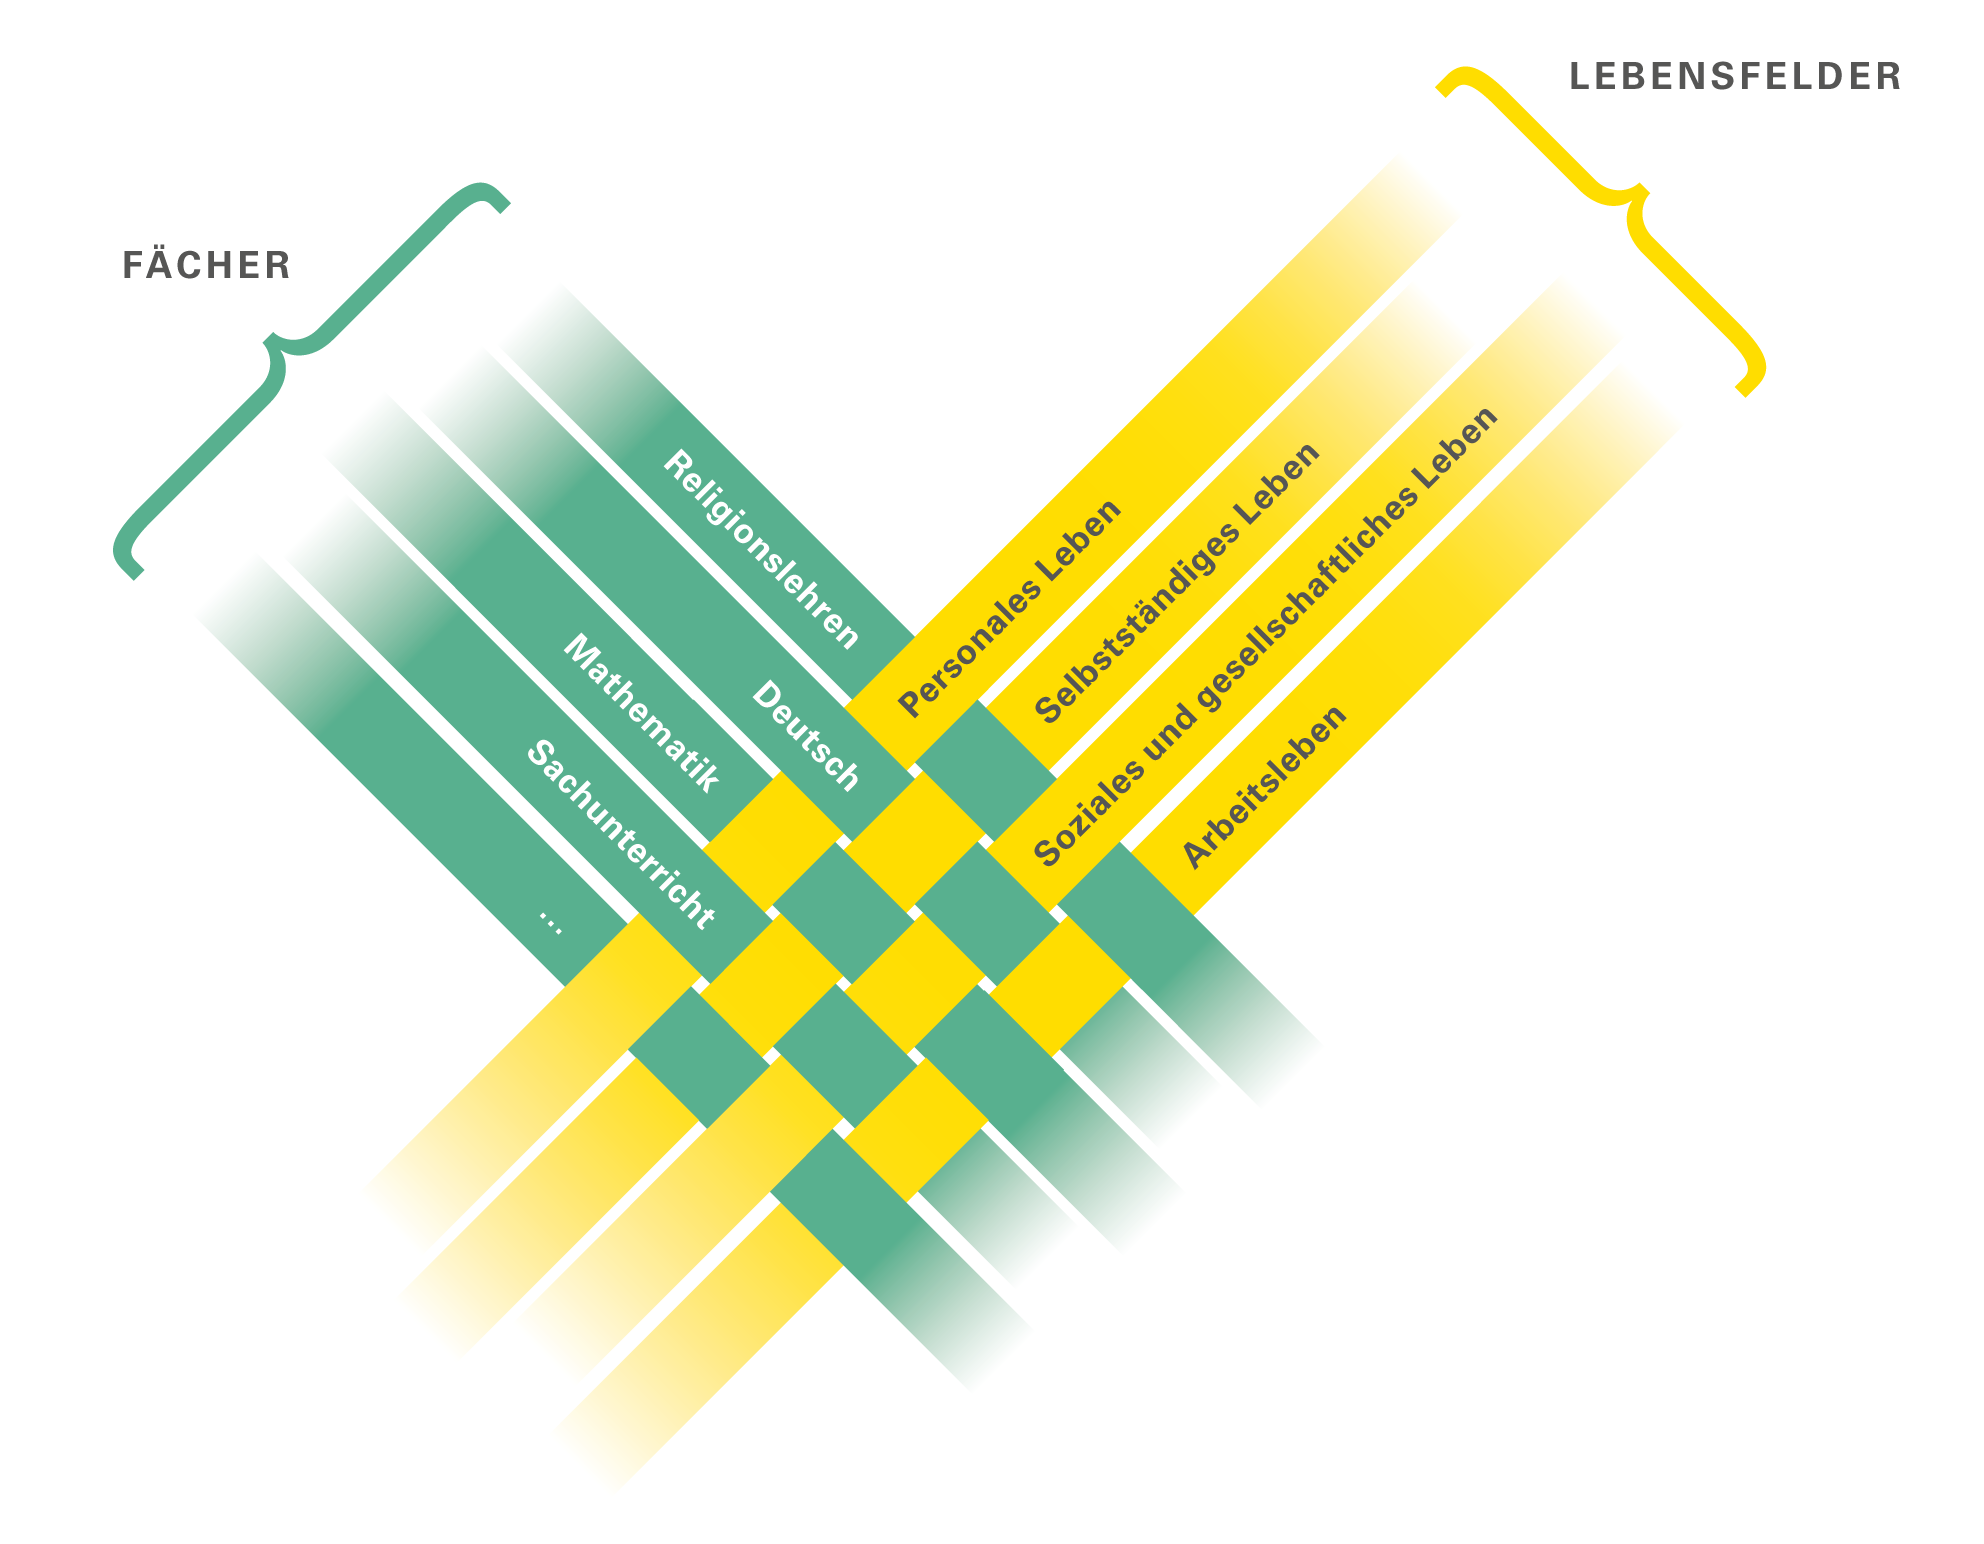 LEBENSFELDER
FÄCHER
Religionslehren
Deutsch
Mathematik
Sachunterricht
...
Personales Leben
Selbstständiges Leben
Soziales und gesellschaftliches Leben
Arbeitsleben